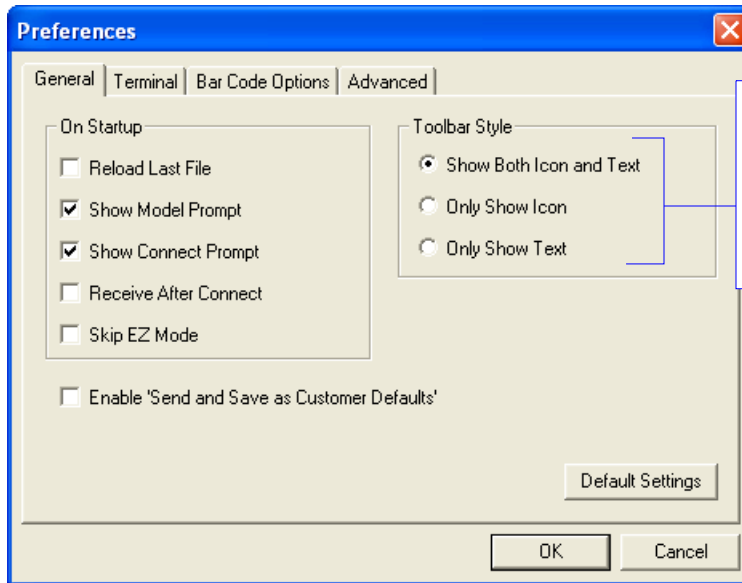 Preferences
General Terminal Bar Code Options Advanced
On Startup
Reload Last File
Show Model Prompt
Show Connect Prompt
Receive After Connect
Skip EZ Mode
Toolbar Style
Show Both Icon and Text
Only Show Icon
Only Show Text
Enable 'Send and Save as Customer Defaults'
Default Settings
OK Cancel